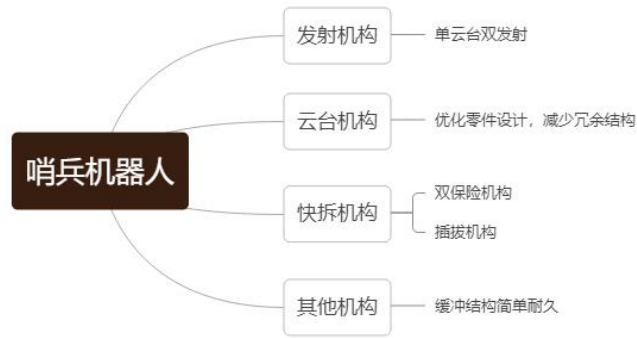 哨兵机器人
发射机构
单云台双发射
云台机构
优化零件设计，减少冗余结构
快拆机构
双保险机构
插拔机构
其他机构
缓冲结构简单耐久